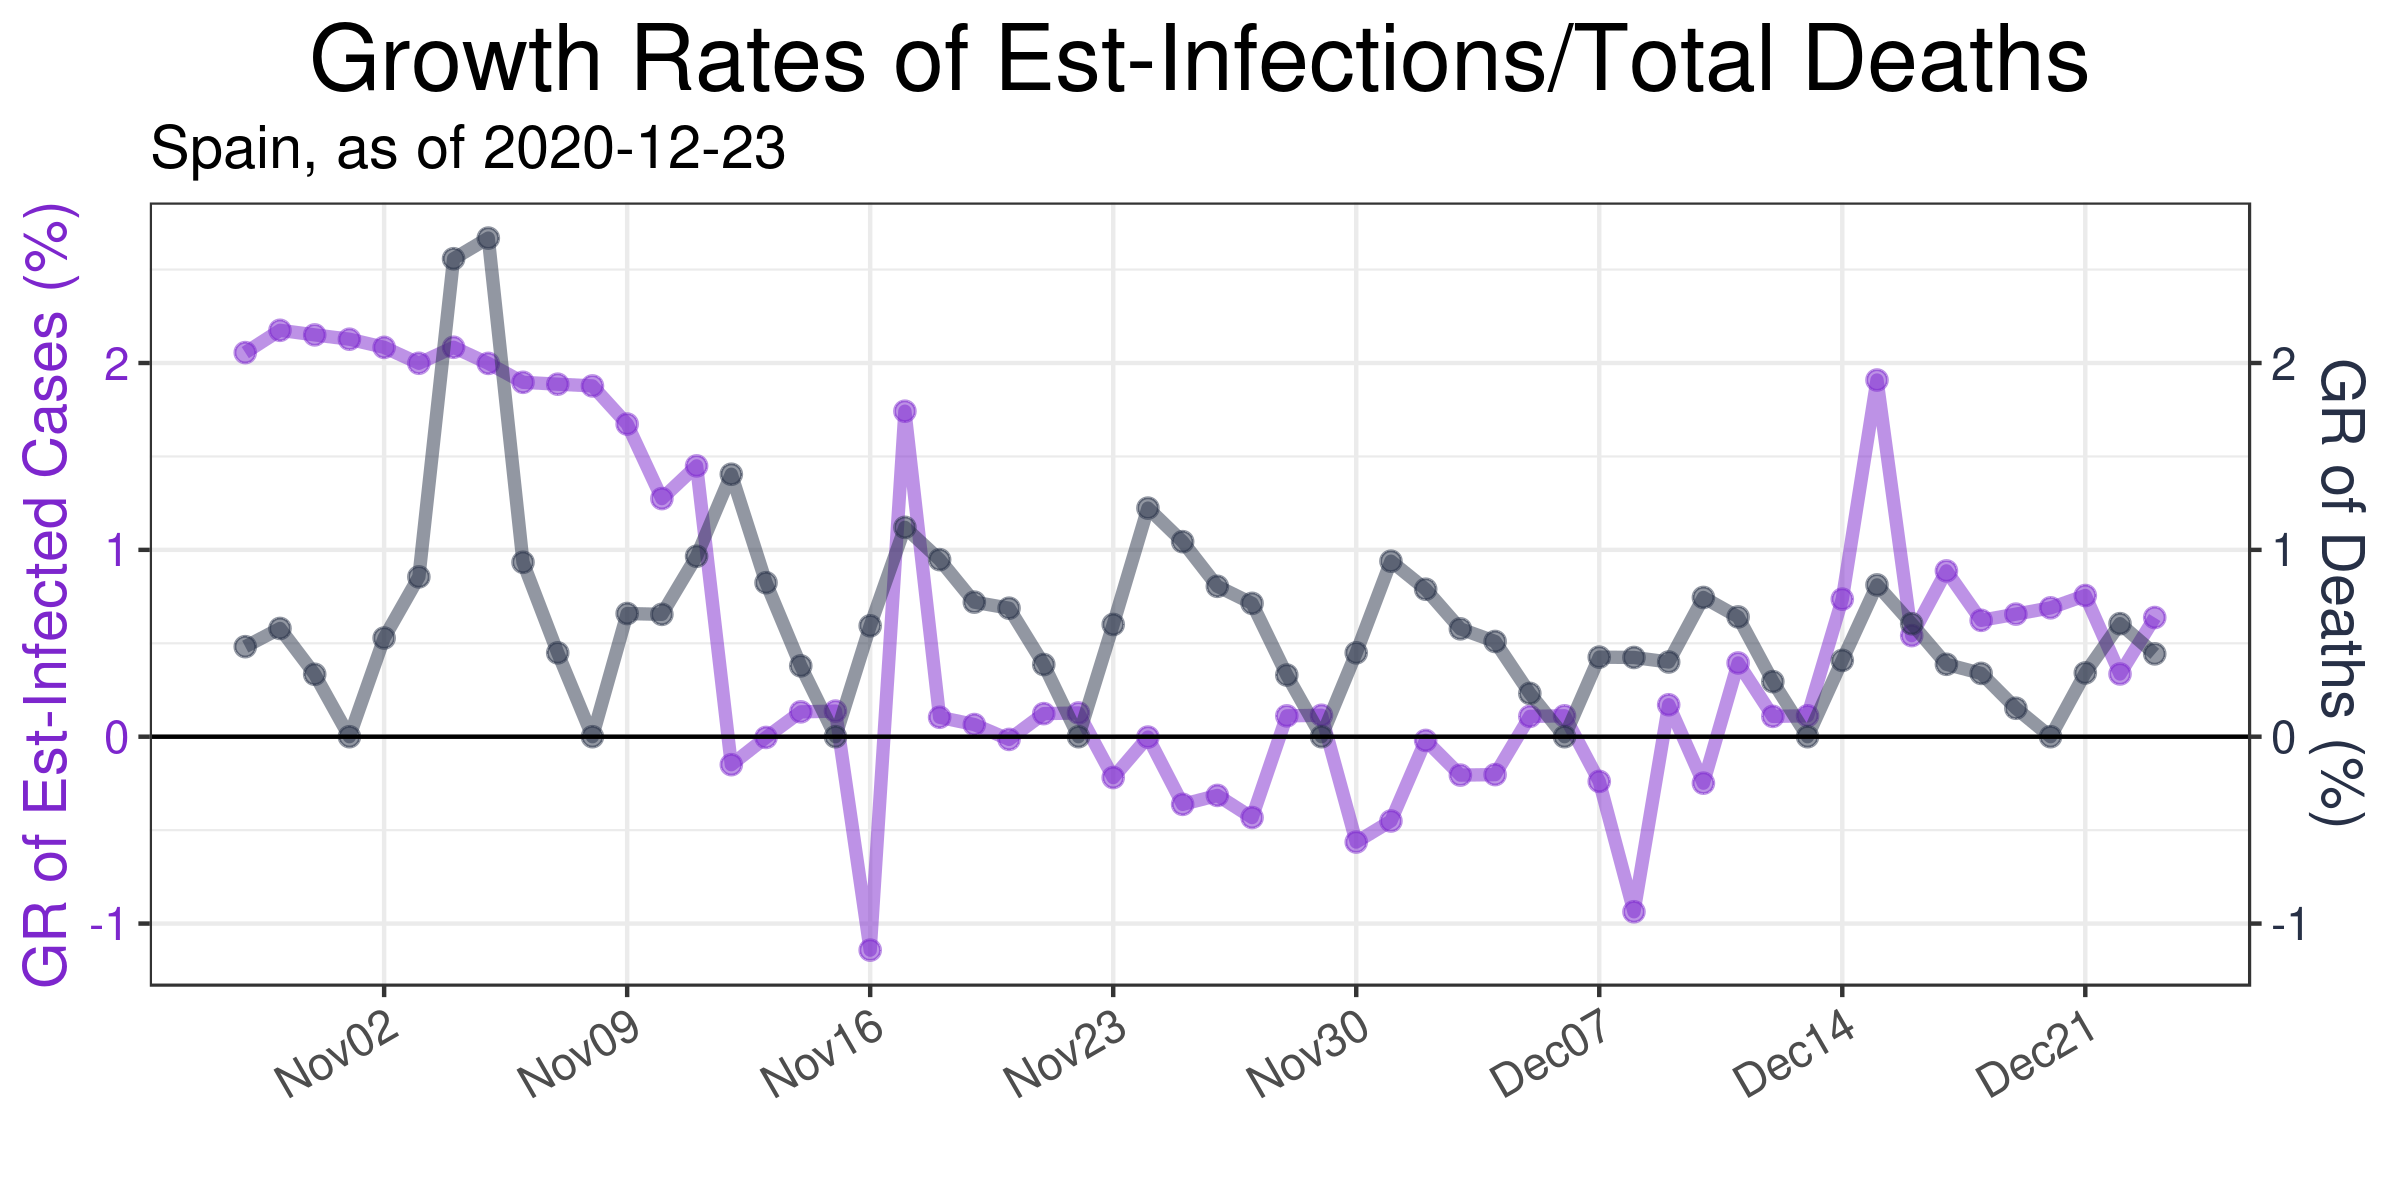 Growth Rates of Est-Infections/Total Deaths
Spain, as of 2020-12-23
GR of Est-Infected Cases (%)
2
1
0
-1
2
1
0
-1
GR of Deaths (%)
Nov02
Nov09
Nov16
Nov23
Nov30
Dec07
Dec14
Dec21